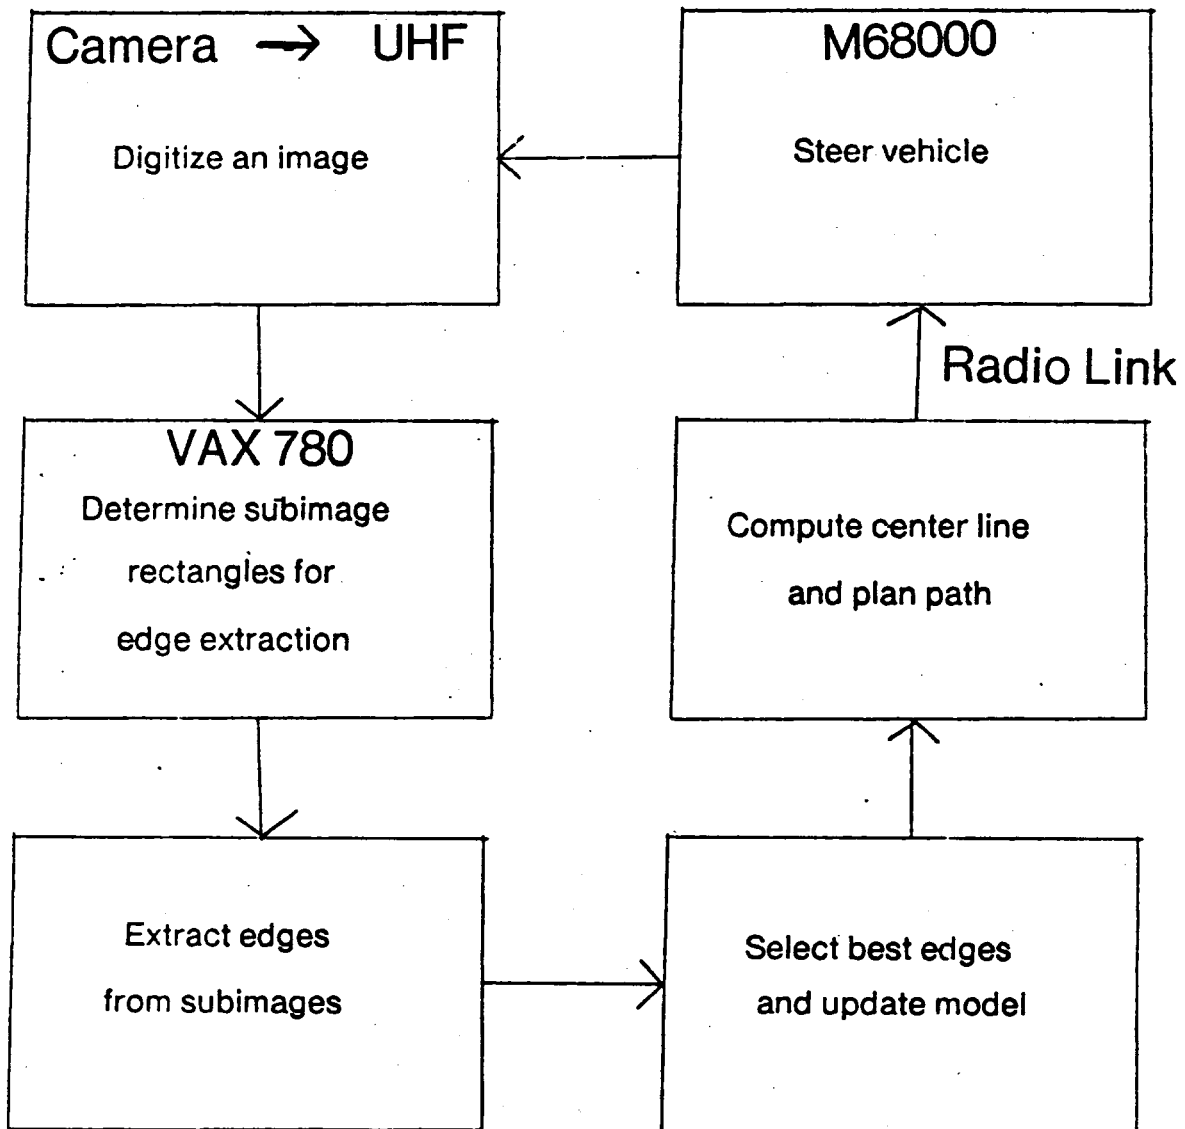 Camera → UHF
Digitize an image
M68000
Steer vehicle
Radio Link
VAX 780
Determine subimage
rectangles for
edge extraction
Compute center line
and plan path
Extract edges
from subimages
Select best edges
and update model